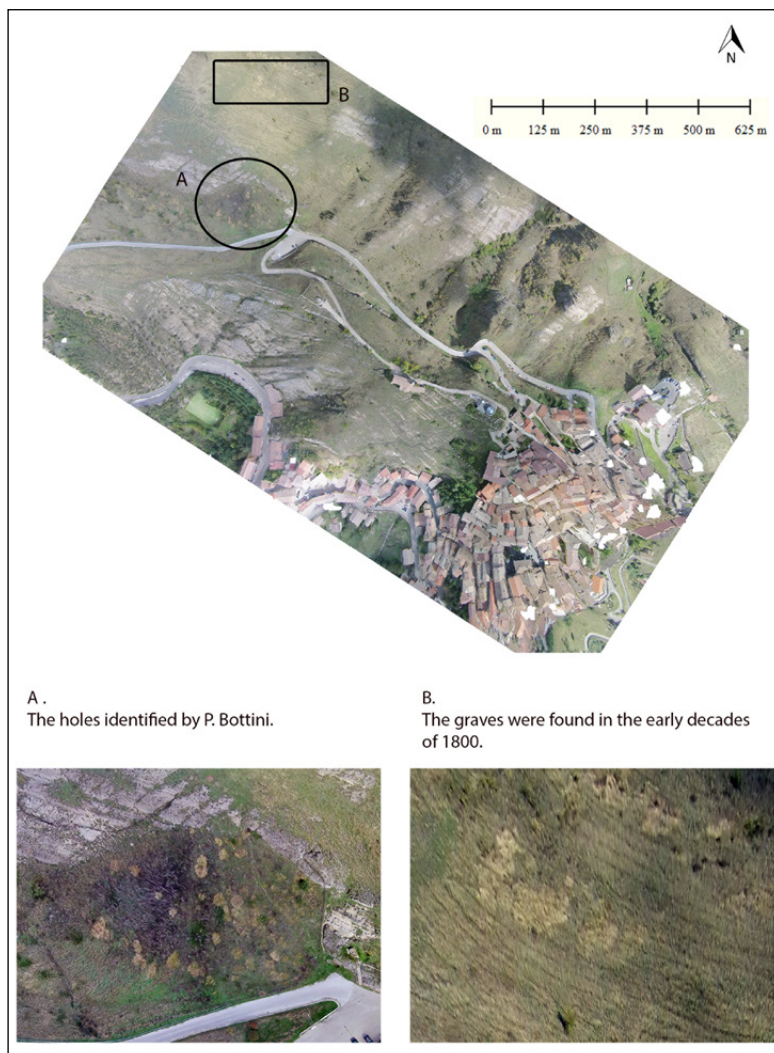 N
B
0 m 125 m 250 m 375 m 500 m 625 m
A
A .
The holes identified by P. Bottini.
B.
The graves were found in the early decades
of 1800.